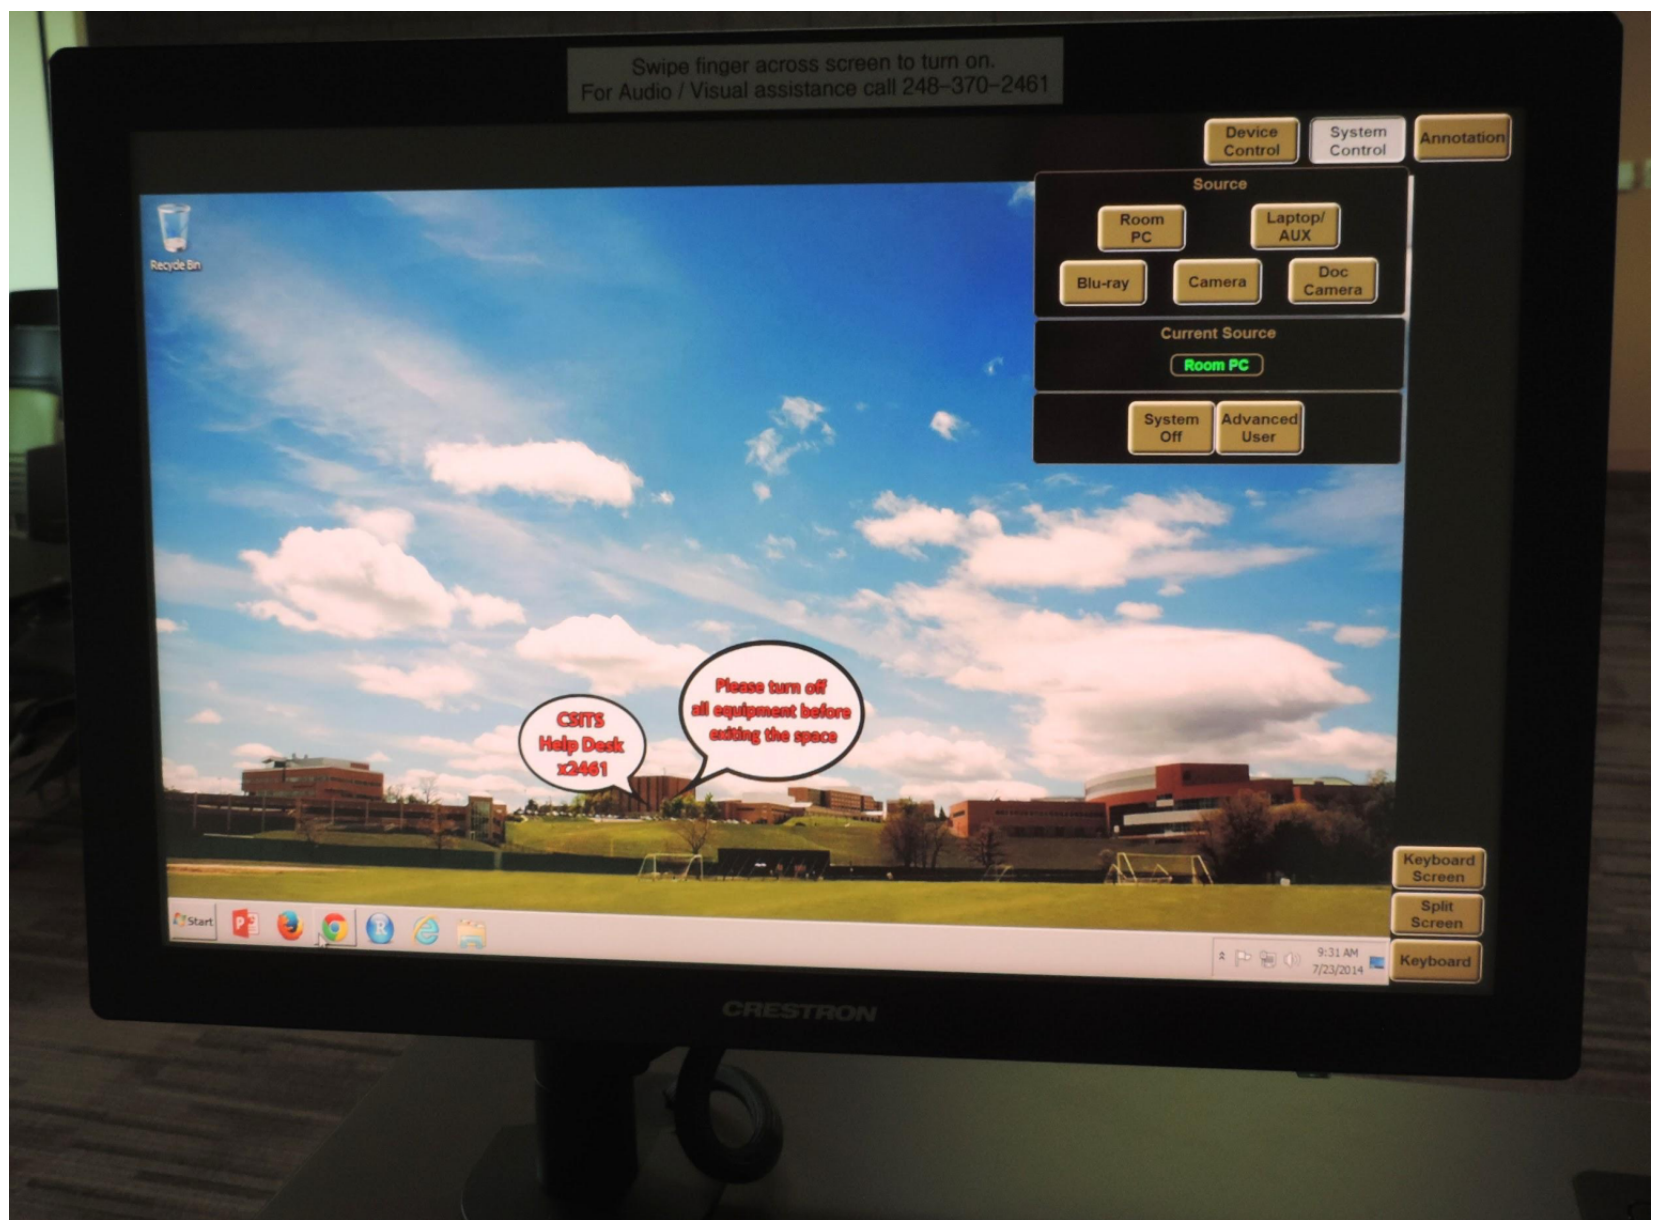 Swipe finger across screen to turn on.
For Audio / Visual assistance call 248-370-2461
Device
Control
System
Control
Annotation
Source
Room
PC
Laptop/
AUX
Blu-ray
Camera
Doc
Camera
Current Source
Room PC
System
Off
Advanced
User
Recycle Bin
Please turn off
all equipment before
exiting the space
CSITS
Help Desk
x2461
Keyboard
Screen
Split
Screen
Keyboard
Start
9:31 AM
7/23/2014
CRESTRON